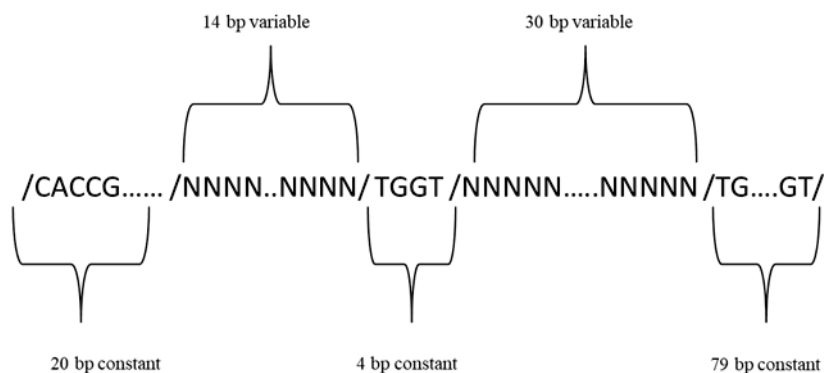 14 bp variable 30 bp variable
/CACCG...... /NNNN..NNNN/ TGGT /NNNNN.....NNNNN/TG....GT/
20 bp constant 4 bp constant 79 bp constant